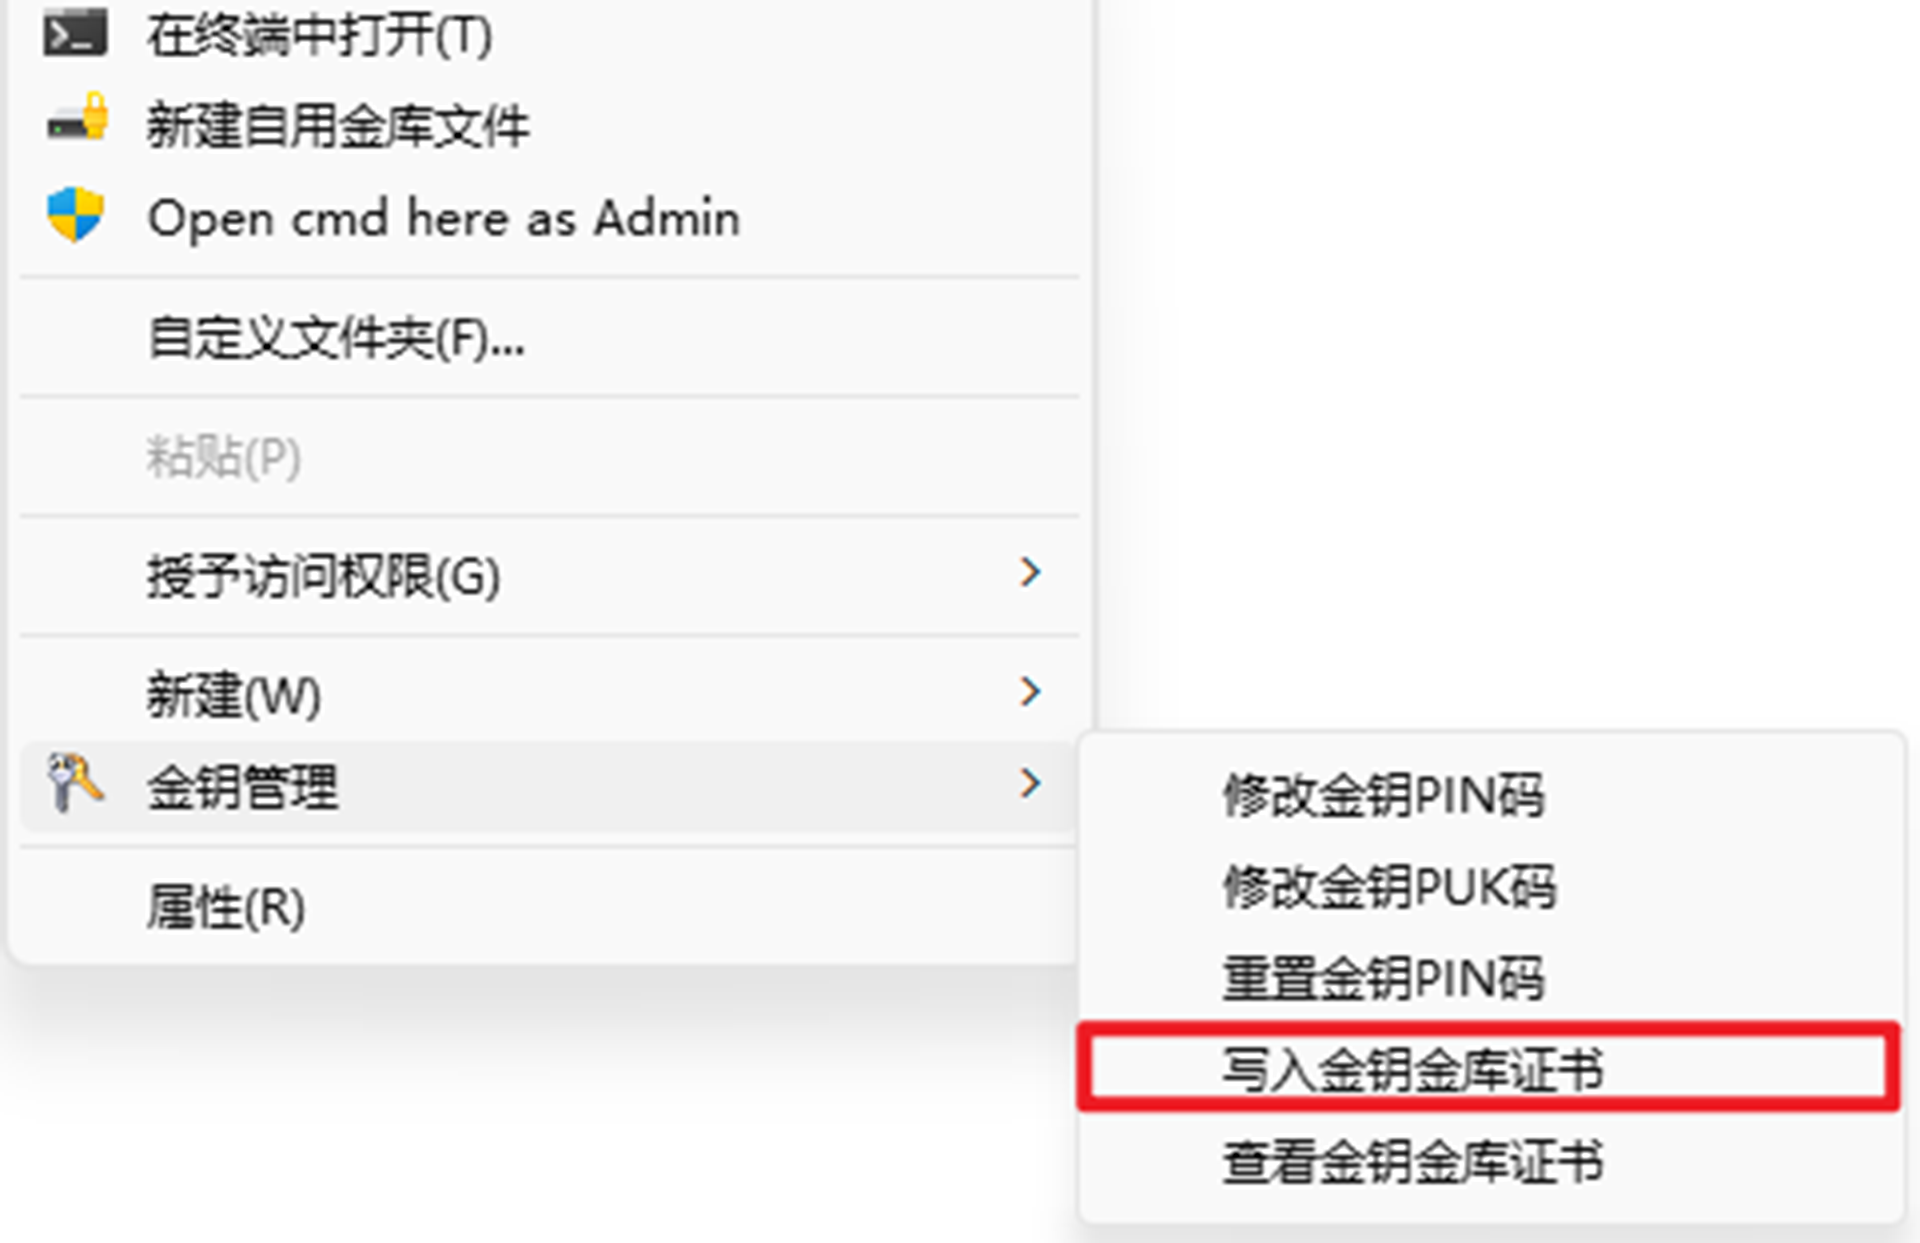 在终端中打开(T)
新建自用金库文件
Open cmd here as Admin
自定义文件夹(F)...
粘贴(P)
授予访问权限(G)
新建(W)
金钥管理
属性(R)
修改金钥PIN码
修改金钥PUK码
重置金钥PIN码
写入金钥金库证书
查看金钥金库证书